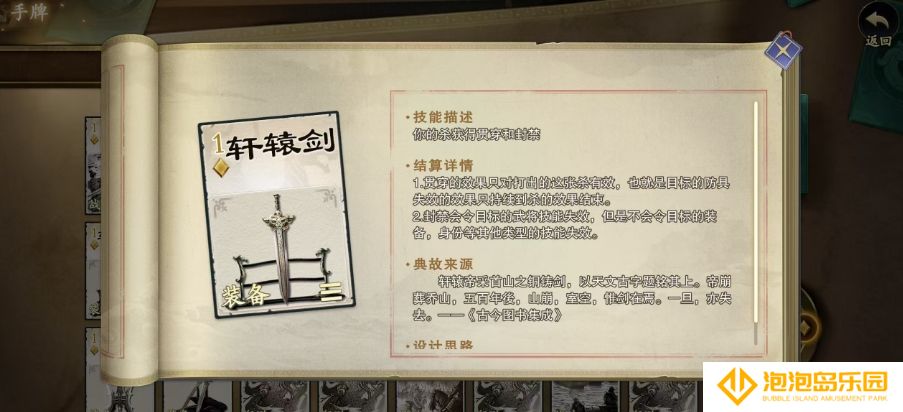 手牌
返回
1轩辕剑
装备
·技能描述
你的杀获得贯穿和封禁
·结算详情
1.贯穿的效果只对打出的这张杀有效，也就是目标的防具
失效的效果只持续到杀的效果结束。
2.封禁会令目标的武将技能失效，但是不会令目标的装
备，身份等其他类型的技能失效。
·典故来源
轩辕帝采首山之铜铸剑，以天文古字题铭其上。帝崩
葬乔山，五百年後，山崩，室空，惟剑在焉。一旦，亦失
去。——《古今图书集成》
·设计思路
泡泡岛乐园
BUBBLE ISLAND AMUSEMENT PARK